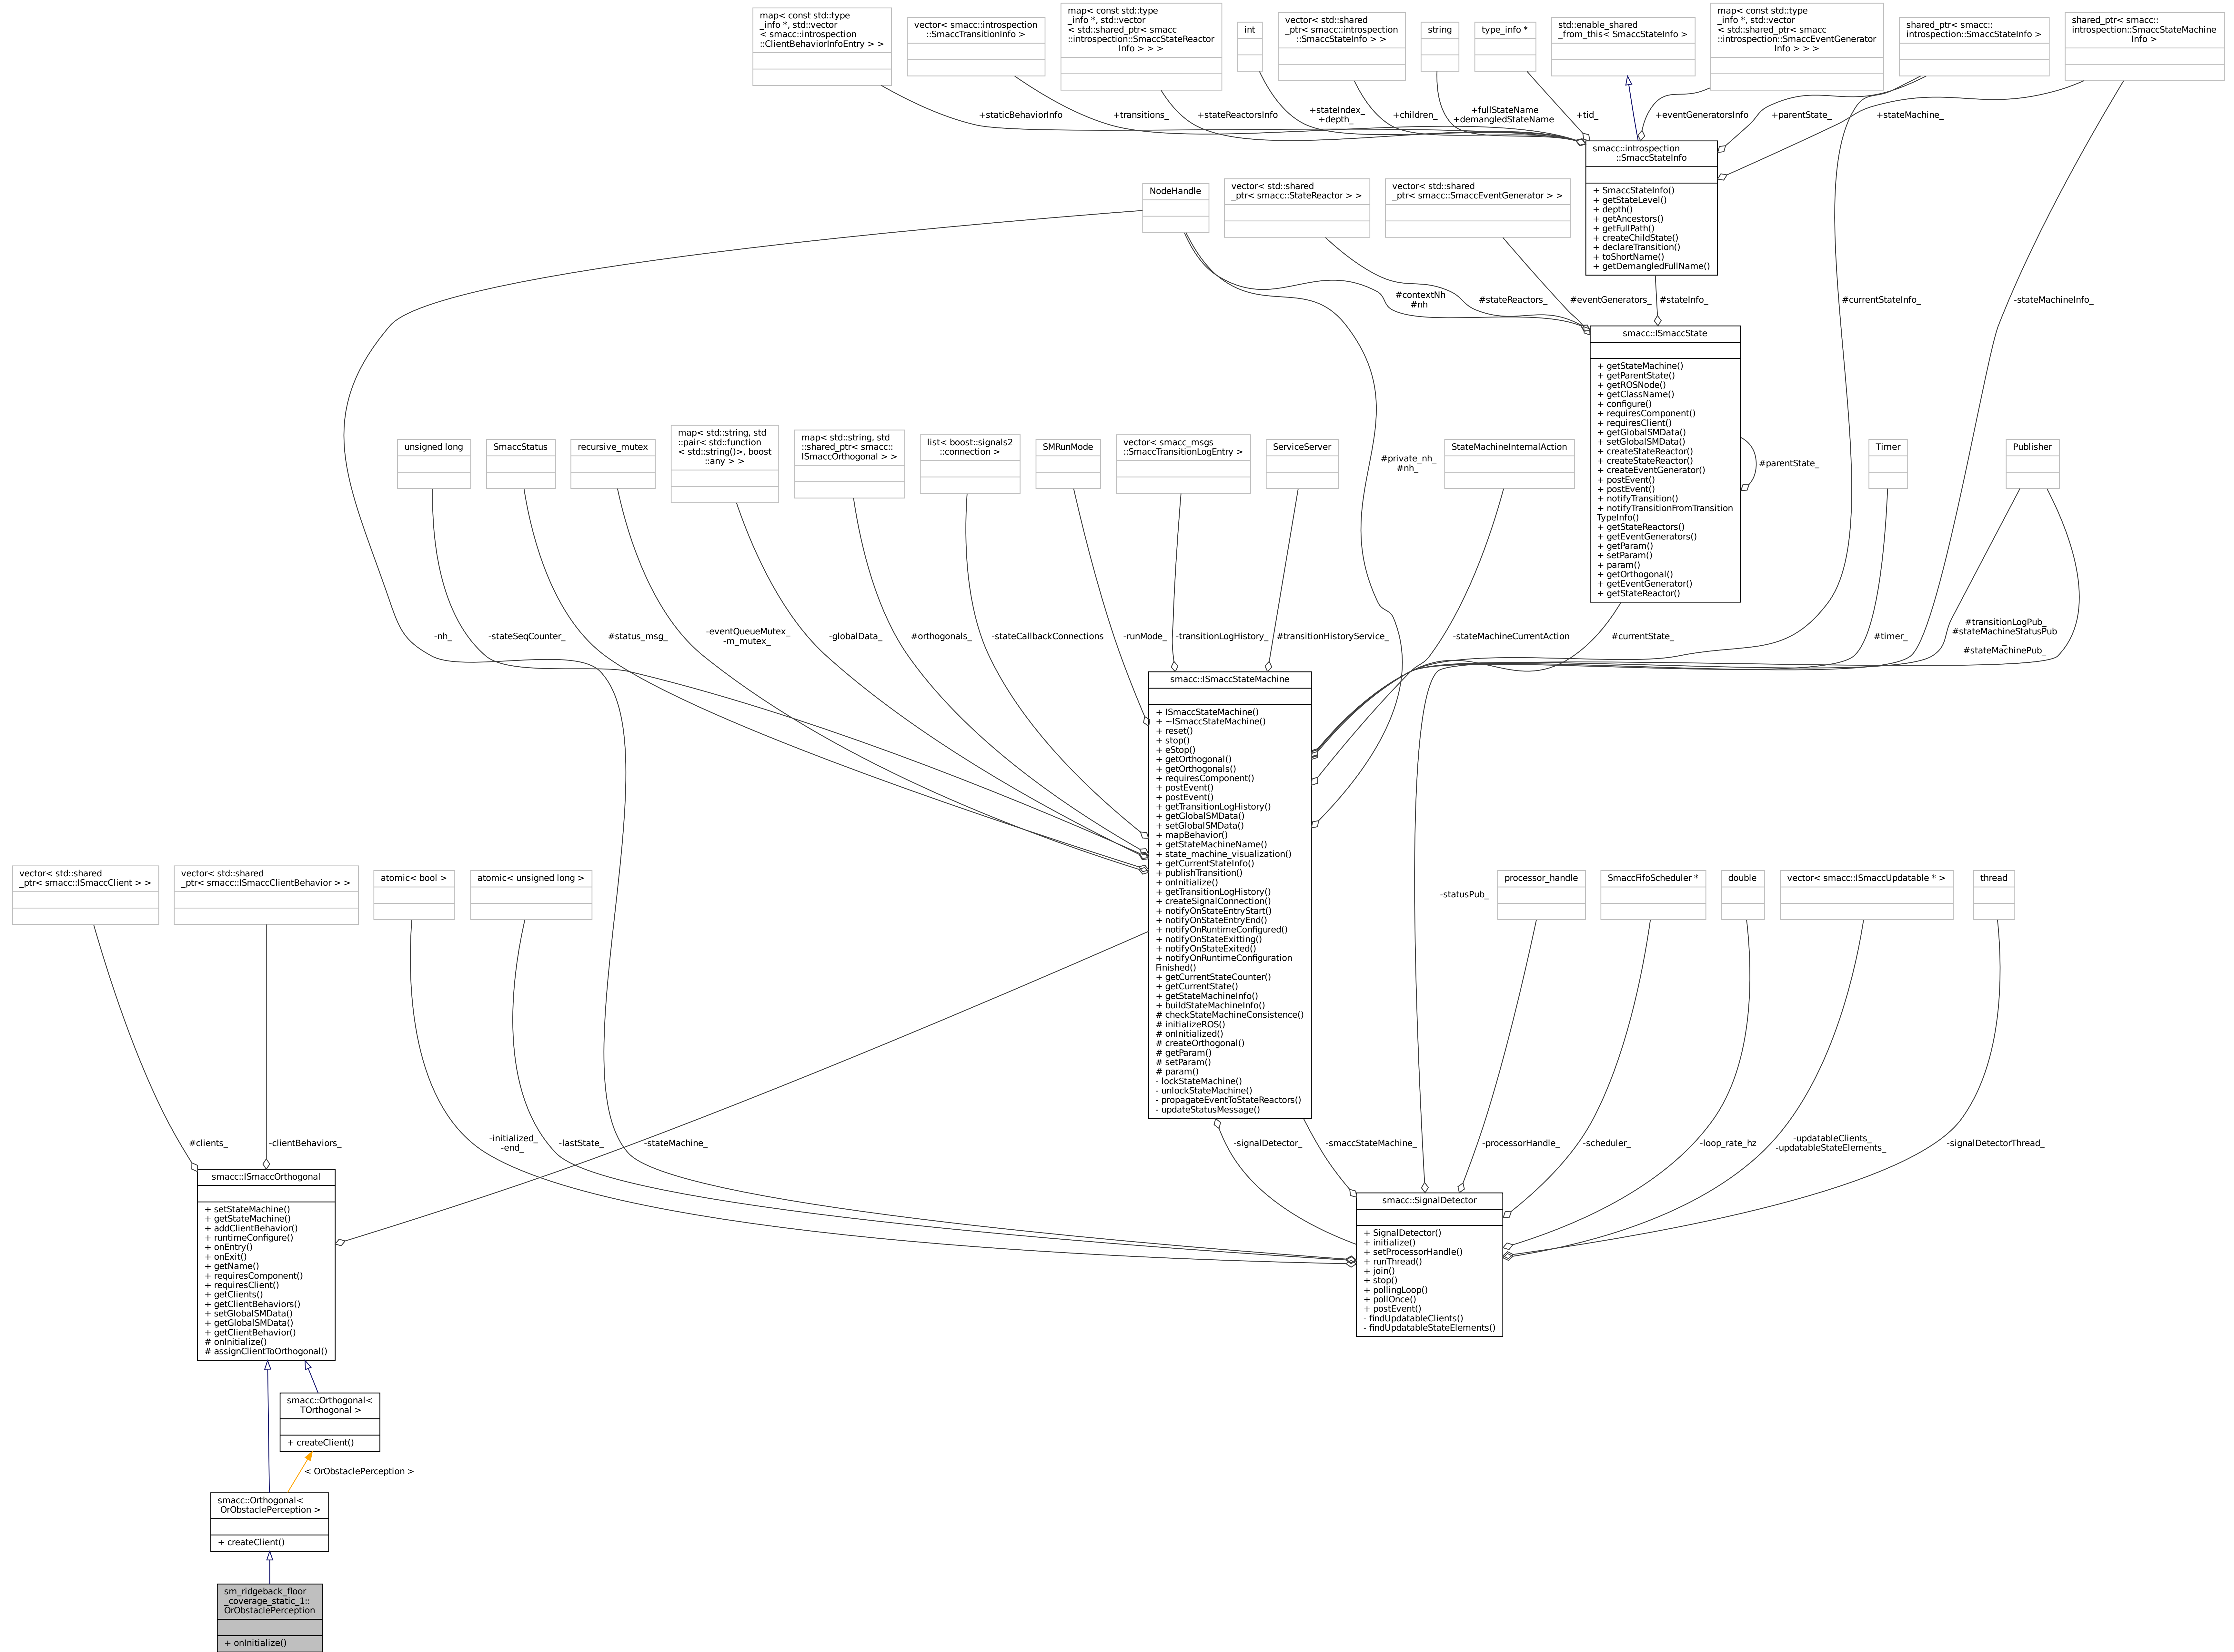 map< const std::type
_info *, std::vector
< smacc::introspection
::ClientBehaviorInfoEntry > >
vector< smacc::introspection
::SmaccTransitionInfo >
map< const std::type
_info *, std::vector
< std::shared_ptr< smacc
::introspection::SmaccStateReactor
Info > > >
int
vector< std::shared
_ptr< smacc::introspection
::SmaccStateInfo > >
string
type_info *
std::enable_shared
_from_this< SmaccStateInfo >
map< const std::type
_info *, std::vector
< std::shared_ptr< smacc
::introspection::SmaccEventGenerator
Info > > >
shared_ptr< smacc::
introspection::SmaccStateInfo >
shared_ptr< smacc::
introspection::SmaccStateMachine
Info >
+staticBehaviorInfo
+transitions_
+stateReactorsInfo
+stateIndex_
+depth_
+children_
+fullStateName
+demangledStateName
+tid_
+eventGeneratorsInfo
+parentState_
+stateMachine_
smacc::introspection
::SmaccStateInfo
+ SmaccStateInfo()
+ getStateLevel()
+ depth()
+ getAncestors()
+ getFullPath()
+ createChildState()
+ declareTransition()
+ toShortName()
+ getDemangledFullName()
NodeHandle
vector< std::shared
_ptr< smacc::StateReactor > >
vector< std::shared
_ptr< smacc::SmaccEventGenerator > >
#contextNh
#nh
#stateReactors_
#eventGenerators_
#stateInfo_
#currentStateInfo_
-stateMachineInfo_
smacc::ISmaccState
+ getStateMachine()
+ getParentState()
+ getROSNode()
+ getClassName()
+ configure()
+ requiresComponent()
+ requiresClient()
+ getGlobalSMData()
+ setGlobalSMData()
+ createStateReactor()
+ createStateReactor()
+ createEventGenerator()
+ postEvent()
+ postEvent()
+ notifyTransition()
+ notifyTransitionFromTransition
TypeInfo()
+ getStateReactors()
+ getEventGenerators()
+ getParam()
+ setParam()
+ param()
+ getOrthogonal()
+ getEventGenerator()
+ getStateReactor()
#parentState_
unsigned long
SmaccStatus
recursive_mutex
map< std::string, std
::pair< std::function
< std::string()>, boost
::any > >
map< std::string, std
::shared_ptr< smacc::
ISmaccOrthogonal > >
list< boost::signals2
::connection >
SMRunMode
vector< smacc_msgs
::SmaccTransitionLogEntry >
ServiceServer
#private_nh_
#nh_
StateMachineInternalAction
Timer
Publisher
-nh_
-stateSeqCounter_
#status_msg_
-eventQueueMutex_
-m_mutex_
-globalData_
#orthogonals_
-stateCallbackConnections
-runMode_
-transitionLogHistory_
#transitionHistoryService_
-stateMachineCurrentAction
#currentState_
#timer_
#transitionLogPub_
#stateMachineStatusPub
_
#stateMachinePub_
smacc::ISmaccStateMachine
+ ISmaccStateMachine()
+ ~ISmaccStateMachine()
+ reset()
+ stop()
+ eStop()
+ getOrthogonal()
+ getOrthogonals()
+ requiresComponent()
+ postEvent()
+ postEvent()
+ getTransitionLogHistory()
+ getGlobalSMData()
+ setGlobalSMData()
+ mapBehavior()
+ getStateMachineName()
+ state_machine_visualization()
+ getCurrentStateInfo()
+ publishTransition()
+ onInitialize()
+ getTransitionLogHistory()
+ createSignalConnection()
+ notifyOnStateEntryStart()
+ notifyOnStateEntryEnd()
+ notifyOnRuntimeConfigured()
+ notifyOnStateExitting()
+ notifyOnStateExited()
+ notifyOnRuntimeConfiguration
Finished()
+ getCurrentStateCounter()
+ getCurrentState()
+ getStateMachineInfo()
+ buildStateMachineInfo()
# checkStateMachineConsistence()
# initializeROS()
# onInitialized()
# createOrthogonal()
# getParam()
# setParam()
# param()
- lockStateMachine()
- unlockStateMachine()
- propagateEventToStateReactors()
- updateStatusMessage()
vector< std::shared
_ptr< smacc::ISmaccClient > >
vector< std::shared
_ptr< smacc::ISmaccClientBehavior > >
atomic< bool >
atomic< unsigned long >
-statusPub_
processor_handle
SmaccFifoScheduler *
double
vector< smacc::ISmaccUpdatable * >
thread
#clients_
-clientBehaviors_
-initialized_
-end_
-lastState_
-stateMachine_
-signalDetector_
-smaccStateMachine_
-processorHandle_
-scheduler_
-loop_rate_hz
-updatableClients_
-updatableStateElements_
-signalDetectorThread_
smacc::ISmaccOrthogonal
+ setStateMachine()
+ getStateMachine()
+ addClientBehavior()
+ runtimeConfigure()
+ onEntry()
+ onExit()
+ getName()
+ requiresComponent()
+ requiresClient()
+ getClients()
+ getClientBehaviors()
+ setGlobalSMData()
+ getGlobalSMData()
+ getClientBehavior()
# onInitialize()
# assignClientToOrthogonal()
smacc::SignalDetector
+ SignalDetector()
+ initialize()
+ setProcessorHandle()
+ runThread()
+ join()
+ stop()
+ pollingLoop()
+ pollOnce()
+ postEvent()
- findUpdatableClients()
- findUpdatableStateElements()
smacc::Orthogonal<
TOrthogonal >
+ createClient()
< OrObstaclePerception >
smacc::Orthogonal<
OrObstaclePerception >
+ createClient()
sm_ridgeback_floor
_coverage_static_1::
OrObstaclePerception
+ onInitialize()